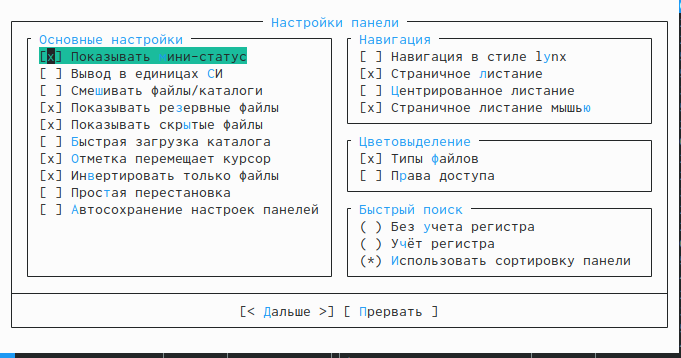 Настройки панели
Основные настройки
[x] Показывать мини-статус
[ ] Вывод в единицах СИ
[ ] Смешивать файлы/каталоги
[x] Показывать резервные файлы
[x] Показывать скрытые файлы
[ ] Быстрая загрузка каталога
[x] Отметка перемещает курсор
[x] Инвертировать только файлы
[ ] Простая перестановка
[ ] Автосохранение настроек панелей
Навигация
[ ] Навигация в стиле lynx
[x] Страничное листание
[ ] Центрированное листание
[x] Страничное листание мышью
Цветовыделение
[x] Типы файлов
[ ] Права доступа
Быстрый поиск
( ) Без учета регистра
( ) Учёт регистра
(*) Использовать сортировку панели
[< Дальше >] [ Прервать ]